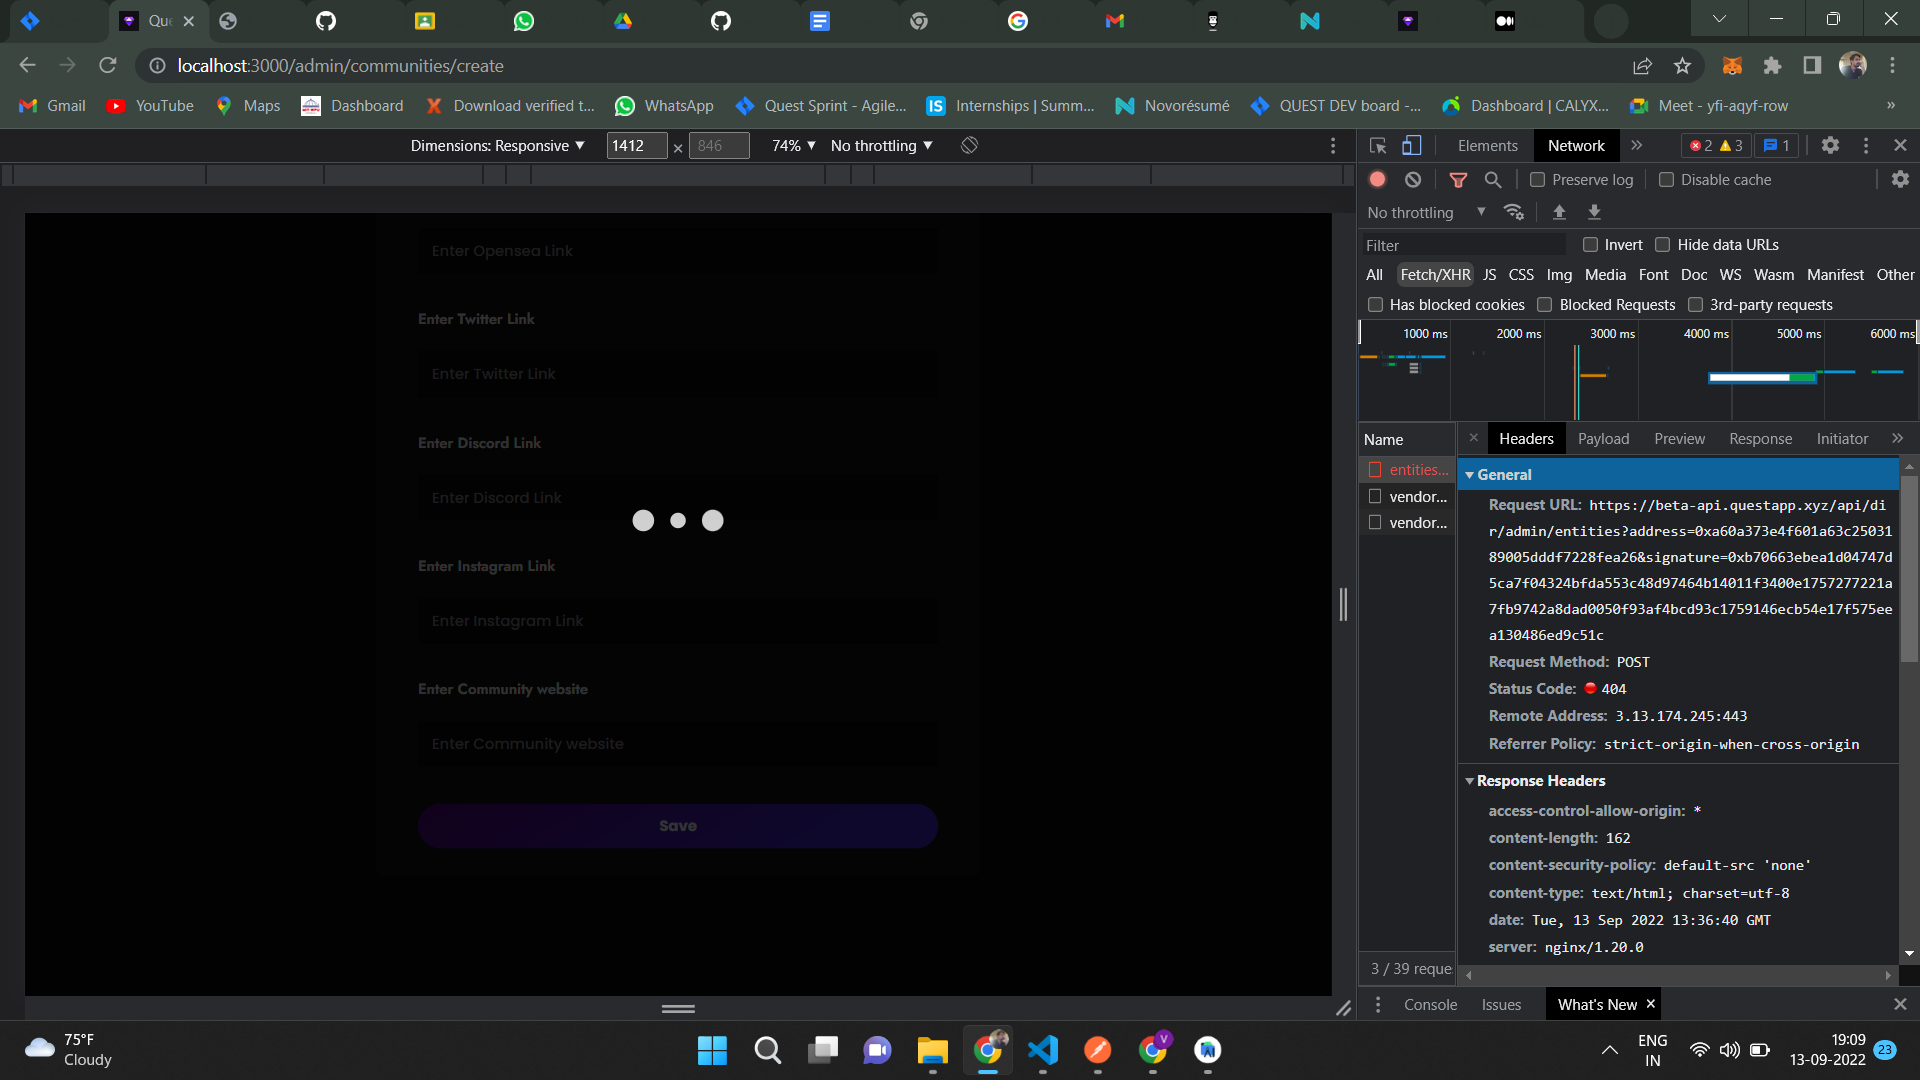 Que
localhost:3000/admin/communities/create
Gmail
YouTube
Maps
Dashboard
Download verified t...
WhatsApp
Quest Sprint - Agile...
Internships | Summ...
Novorésumé
QUEST DEV board -...
Dashboard | CALYX...
Meet - yfi-aqyf-row
»
Dimensions: Responsive ▼
1412 × 846
74% ▼
No throttling ▼
Elements
Network
»
2
3
1
Preserve log
Disable cache
No throttling ▼
Filter
Invert
Hide data URLs
All Fetch/XHR JS CSS Img Media Font Doc WS Wasm Manifest Other
Has blocked cookies
Blocked Requests
3rd-party requests
1000 ms 2000 ms 3000 ms 4000 ms 5000 ms 6000 ms
Name
entities...
vendor...
vendor...
3 / 39 reque
Headers Payload Preview Response Initiator »
General
Request URL: https://beta-api.questapp.xyz/api/di
r/admin/entities?address=0xa60a373e4f601a63c25031
89005dddf7228fea26&signature=0xb70663ebea1d04747d
5ca7f04324bfda553c48d97464b14011f3400e1757277221a
7fb9742a8dad0050f93af4bcd93c1759146ecb54e17f575ee
a130486ed9c51c
Request Method: POST
Status Code: 404
Remote Address: 3.13.174.245:443
Referrer Policy: strict-origin-when-cross-origin
Response Headers
access-control-allow-origin: *
content-length: 162
content-security-policy: default-src 'none'
content-type: text/html; charset=utf-8
date: Tue, 13 Sep 2022 13:36:40 GMT
server: nginx/1.20.0
Console Issues What's New
Enter Opensea Link
Enter Twitter Link
Enter Twitter Link
Enter Discord Link
Enter Discord Link
Enter Instagram Link
Enter Instagram Link
Enter Community website
Enter Community website
Save
75°F
Cloudy
V
ENG
IN
19:09
13-09-2022
23